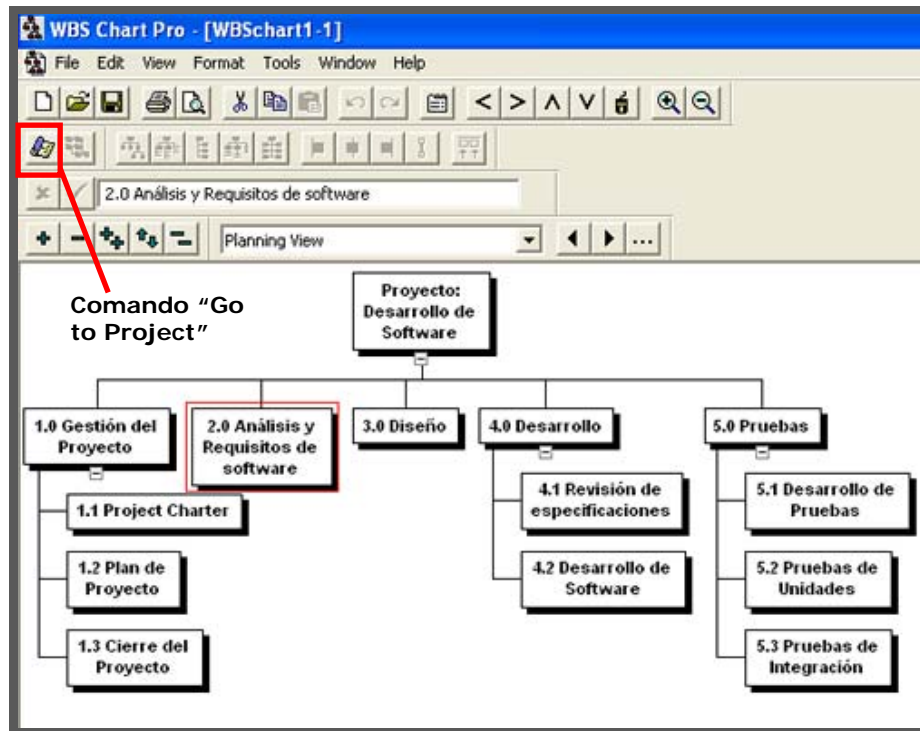 WBS Chart Pro - [WBSchart1-1]
File Edit View Format Tools Window Help
2.0 Análisis y Requisitos de software
Planning View
Comando “Go
to Project”
Proyecto:
Desarrollo de
Software
1.0 Gestión del
Proyecto
1.1 Project Charter
1.2 Plan de
Proyecto
1.3 Cierre del
Proyecto
2.0 Análisis y
Requisitos de
software
3.0 Diseño
4.0 Desarrollo
4.1 Revisión de
especificaciones
4.2 Desarrollo de
Software
5.0 Pruebas
5.1 Desarrollo de
Pruebas
5.2 Pruebas de
Unidades
5.3 Pruebas de
Integración